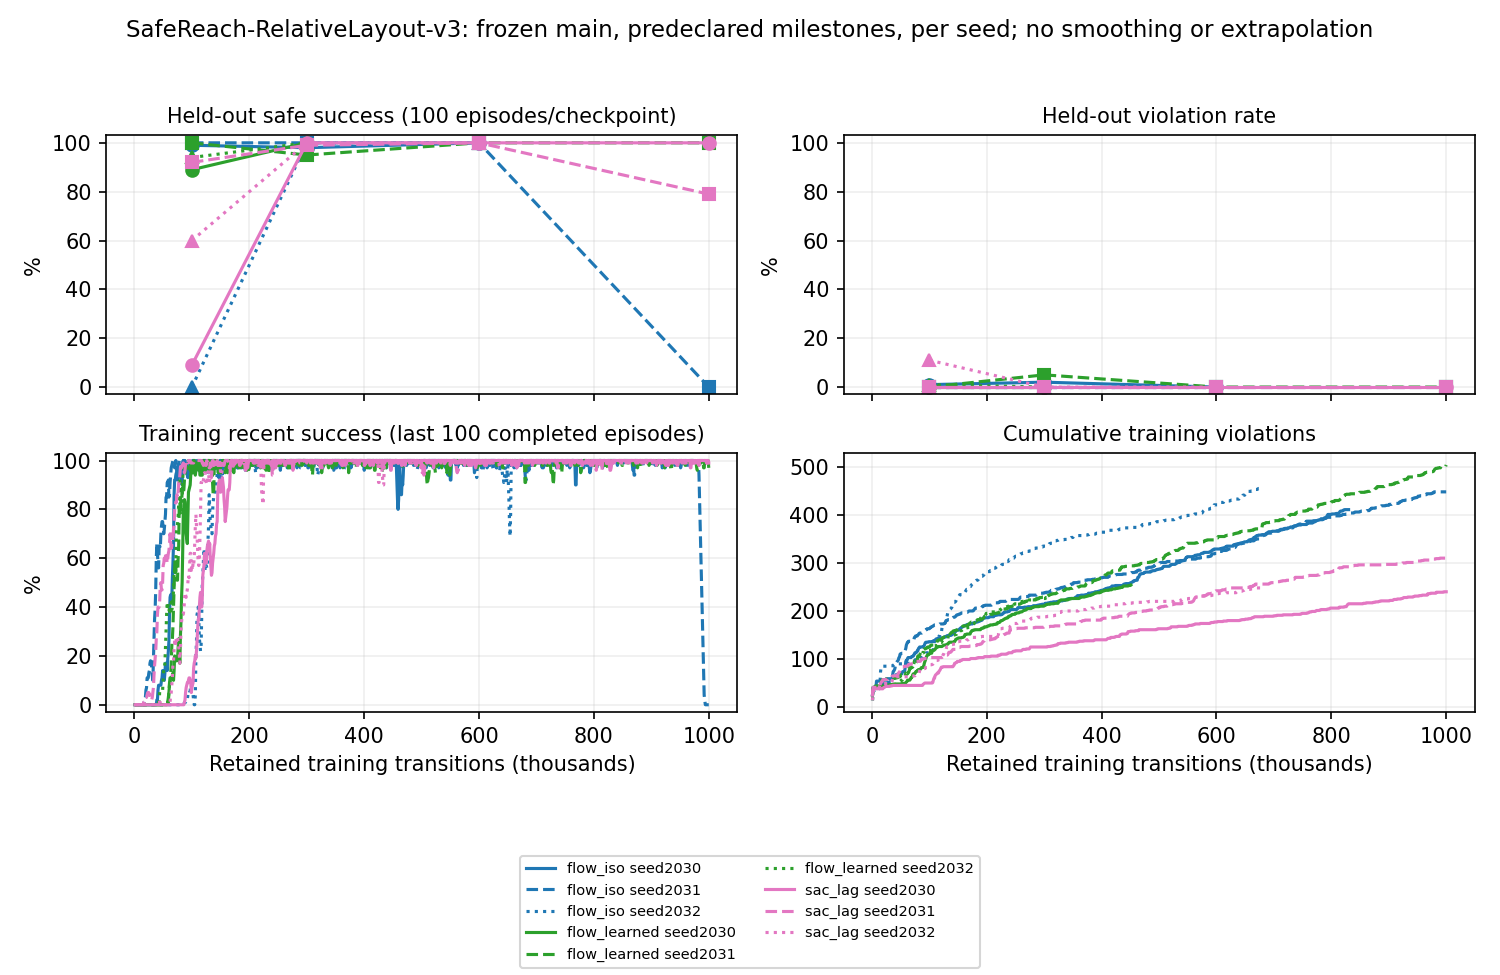 SafeReach-RelativeLayout-v3: frozen main, predeclared milestones, per seed; no smoothing or extrapolation
Held-out safe success (100 episodes/checkpoint)
100
80
60
40
20
0
%
Held-out violation rate
100
80
60
40
20
0
%
Training recent success (last 100 completed episodes)
100
80
60
40
20
0
%
0
200
400
600
800
1000
Retained training transitions (thousands)
Cumulative training violations
500
400
300
200
100
0
0
200
400
600
800
1000
Retained training transitions (thousands)
flow_iso seed2030
flow_iso seed2031
flow_iso seed2032
flow_learned seed2030
flow_learned seed2031
flow_learned seed2032
sac_lag seed2030
sac_lag seed2031
sac_lag seed2032